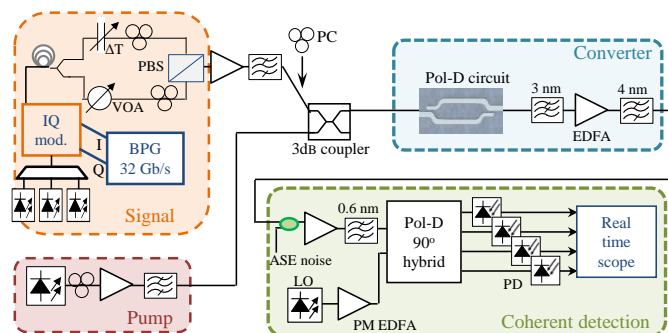 ΔT
PBS
VOA
IQ
mod.
I
Q
BPG
32 Gb/s
Signal
PC
3dB coupler
Converter
Pol-D circuit
3 nm
4 nm
EDFA
Pump
0.6 nm
ASE noise
LO
PM EDFA
Pol-D
90º
hybrid
PD
Real
time
scope
Coherent detection